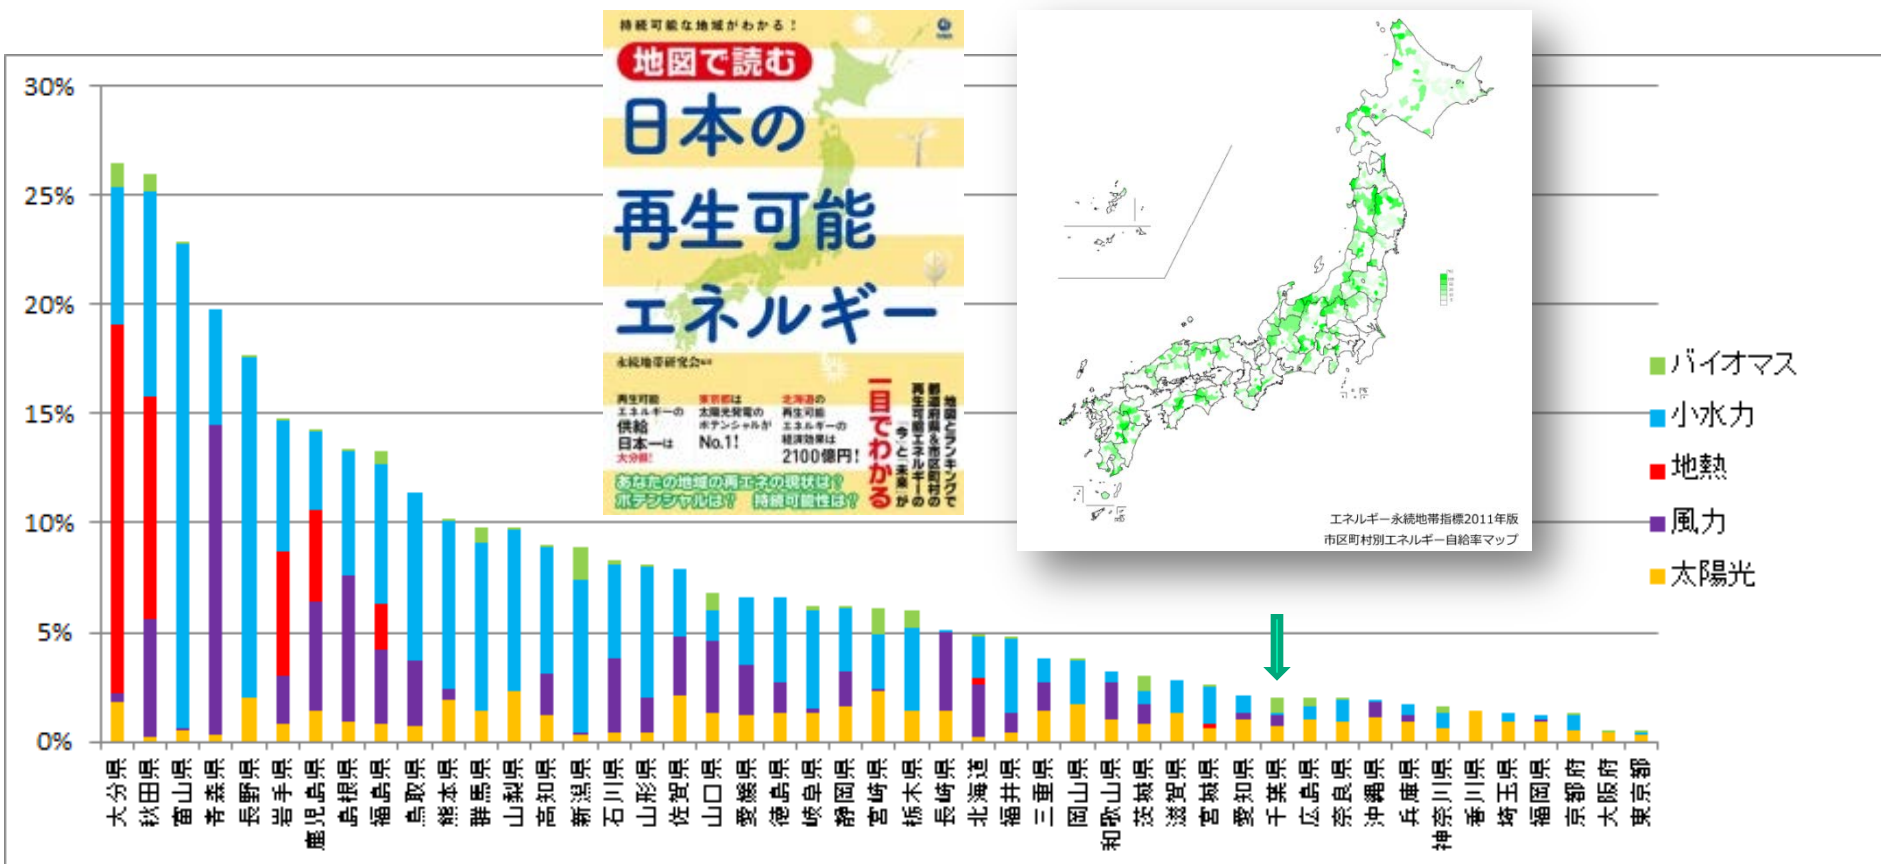 持続可能な地域がわかる！
地図で読む
日本の
再生可能
エネルギー
永続地帯研究会
再生可能
エネルギーの
供給
日本一は
大分県!
東京都は
太陽光発電の
ポテンシャルが
No.1!
北海道の
再生可能
エネルギーの
経済効果は
2100億円!
地図とランキングで
都道府県&市区町村の
再生可能エネルギーの
「今」と「未来」が
一目でわかる
あなたの地域の再エネの現状は？
ポテンシャルは？ 持続可能性は？
エネルギー永続地帯指標2011年版
市区町村別エネルギー自給率マップ
30%
25%
20%
15%
10%
5%
0%
バイオマス
小水力
地熱
風力
太陽光
大分県
秋田県
富山県
青森県
長野県
岩手県
鹿児島県
島根県
福島県
鳥取県
熊本県
群馬県
山梨県
高知県
新潟県
石川県
山形県
佐賀県
山口県
愛媛県
徳島県
岐阜県
静岡県
宮崎県
栃木県
長崎県
北海道
福井県
三重県
岡山県
和歌山県
茨城県
滋賀県
宮城県
愛知県
千葉県
広島県
奈良県
沖縄県
兵庫県
神奈川県
香川県
埼玉県
福岡県
京都府
大阪府
東京都